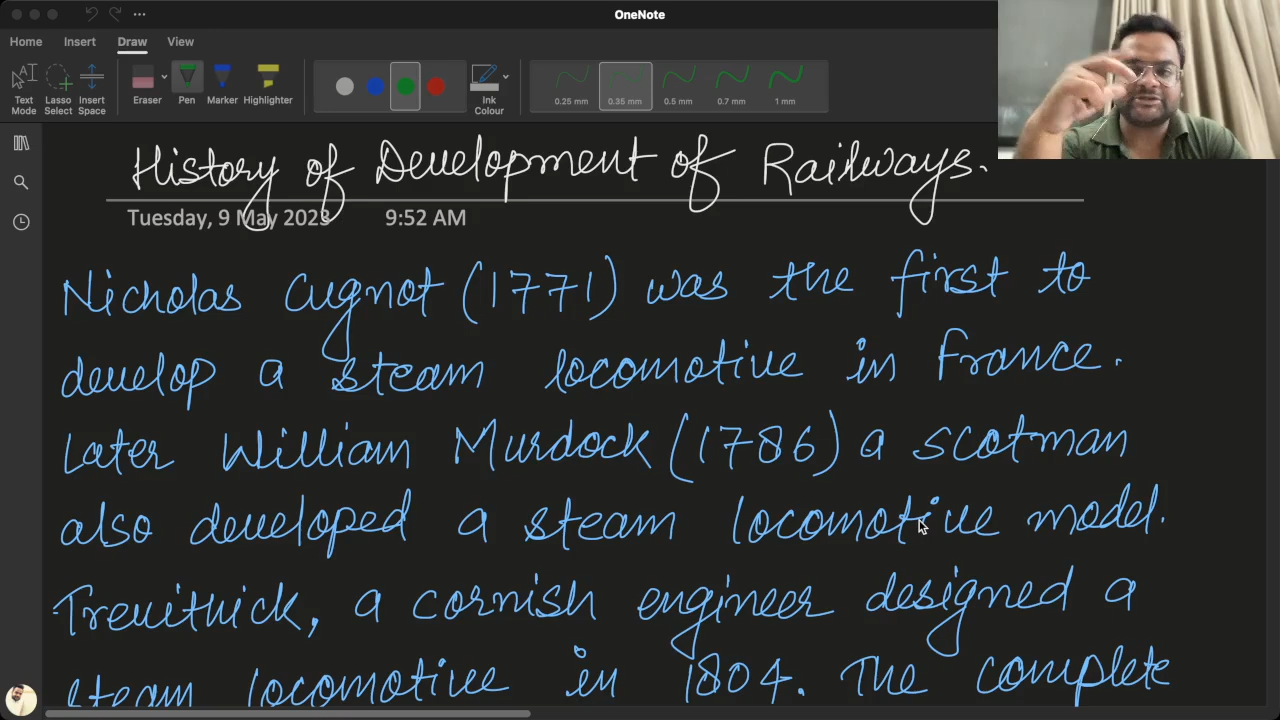 OneNote
Home Insert Draw View
Text Mode
Lasso Select
Insert Space
Eraser
Pen
Marker
Highlighter
Ink Colour
0.25 mm
0.35 mm
0.5 mm
0.7 mm
1 mm
History of Development of Railways.
Tuesday, 9 May 2023 9:52 AM
Nicholas Cugnot (1771) was the first to
develop a steam locomotive in France.
Later William Murdock (1786) a scotman
also developed a steam locomotive model.
Trevithick, a cornish engineer designed a
steam locomotive in 1804. The complete